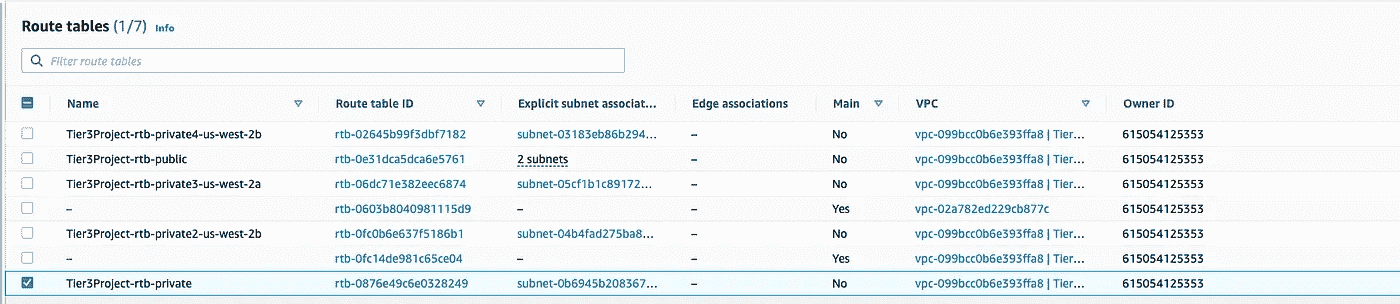 Route tables (1/7) Info
Filter route tables
Name Route table ID Explicit subnet associat... Edge associations Main VPC Owner ID
Tier3Project-rtb-private4-us-west-2b rtb-02645b99f3dbf7182 subnet-03183eb86b294... – No vpc-099bcc0b6e393ffa8 | Tier... 615054125353
Tier3Project-rtb-public rtb-0e31dca5dca6e5761 2 subnets – No vpc-099bcc0b6e393ffa8 | Tier... 615054125353
Tier3Project-rtb-private3-us-west-2a rtb-06dc71e382eec6874 subnet-05cf1b1c89172... – No vpc-099bcc0b6e393ffa8 | Tier... 615054125353
– rtb-0603b8040981115d9 – – Yes vpc-02a782ed229cb877c 615054125353
Tier3Project-rtb-private2-us-west-2b rtb-0fc0b6e637f5186b1 subnet-04b4fad275ba8... – No vpc-099bcc0b6e393ffa8 | Tier... 615054125353
– rtb-0fc14de981c65ce04 – – Yes vpc-099bcc0b6e393ffa8 | Tier... 615054125353
Tier3Project-rtb-private rtb-0876e49c6e0328249 subnet-0b6945b208367... – No vpc-099bcc0b6e393ffa8 | Tier... 615054125353